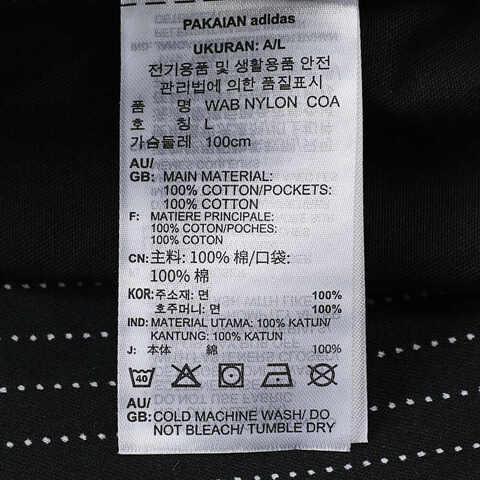 PAKAIAN adidas
UKURAN: A/L
전기용품 및 생활용품 안전
관리법에 의한 품질표시
품 명 WAB NYLON COA
호 칭 L
가슴둘레 100cm
AU/
GB: MAIN MATERIAL:
100% COTTON/POCKETS:
100% COTTON
F: MATIERE PRINCIPALE:
100% COTON/POCHES:
100% COTON
CN: 主料: 100% 棉/口袋:
100% 棉
KOR: 주소재: 면 100%
호주머니: 면 100%
IND: MATERIAL UTAMA: 100% KATUN/
KANTUNG: 100% KATUN
J: 本体 綿 100%
40
AU/
GB: COLD MACHINE WASH/ DO
NOT BLEACH/ TUMBLE DRY